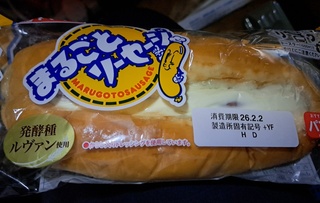 まるごと
ソーセージ
MARUGOTOSAUSAGE
発酵種
ルヴァン使用
消費期限 26.2.2
製造所固有記号 +YF
H D